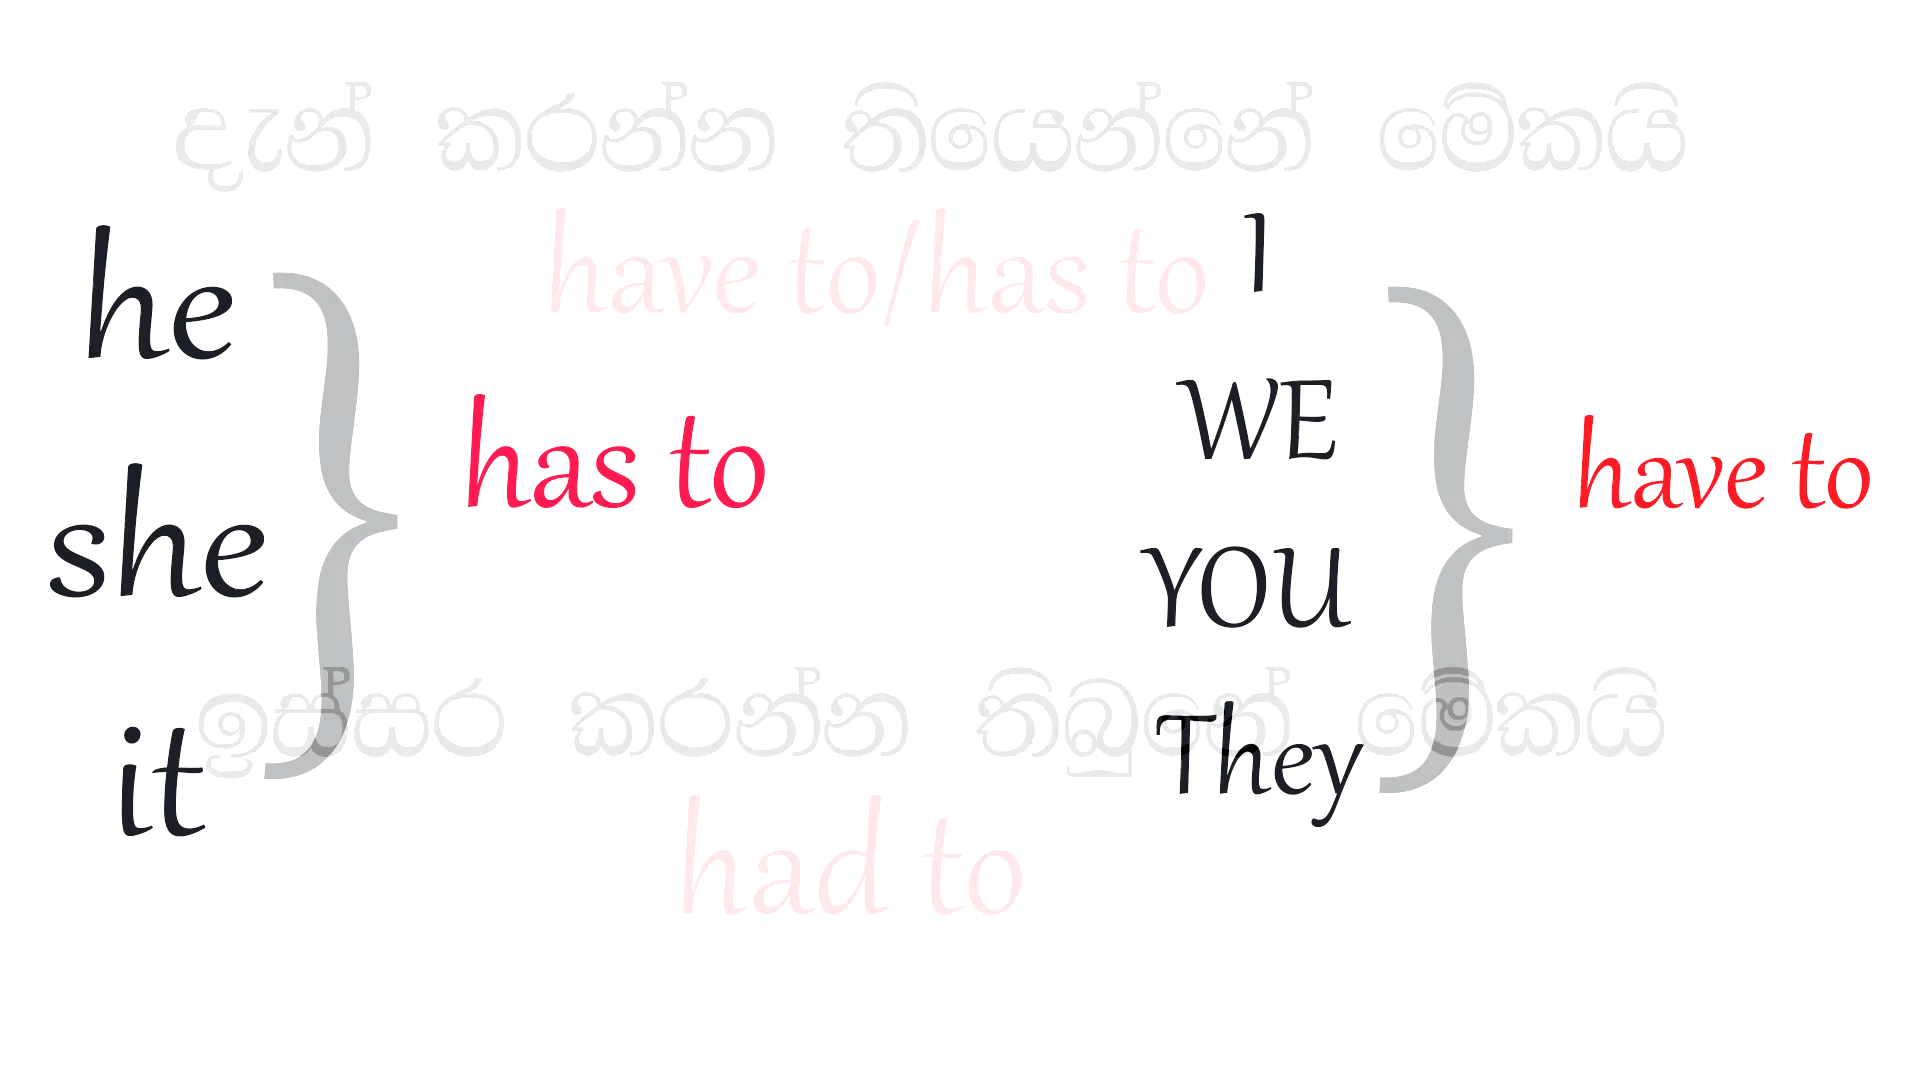 දැන් කරන්න තියෙන්නේ මේකයි
have to/has to
he
she
it
has to
I
WE
YOU
They
have to
ඉස්සර කරන්න තිබුනේ මේකයි
had to